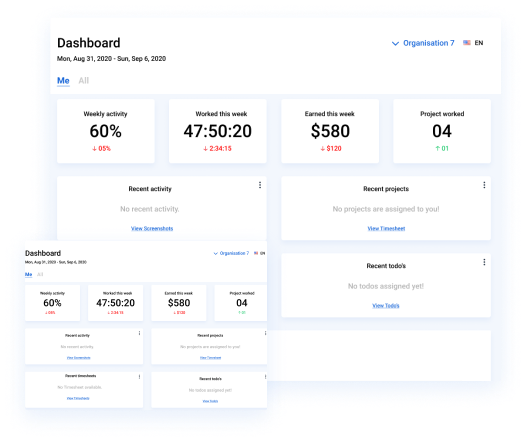 Dashboard
Organisation 7 EN
Mon, Aug 31, 2020 - Sun, Sep 6, 2020
Me All
Weekly activity Worked this week Earned this week Project worked
60% 47:50:20 $580 04
↓ 05% ↓ 2:34:15 ↓ $120 ↑ 01
Recent activity
No recent activity.
View Screenshots
Recent projects
No projects are assigned to you!
View Timesheet
Recent todo's
No todos assigned yet!
View Todo's
Dashboard
Organisation 7 EN
Mon, Aug 31, 2020 - Sun, Sep 6, 2020
Me All
Weekly activity Worked this week Earned this week Project worked
60% 47:50:20 $580 04
↓ 05% ↓ 2:34:15 ↓ $120 ↑ 01
Recent activity Recent projects
No recent activity. No projects are assigned to you!
View Screenshots View Timesheet
Recent timesheets Recent todo's
No Timesheet available. No todos assigned yet!
View Timesheets View todo's